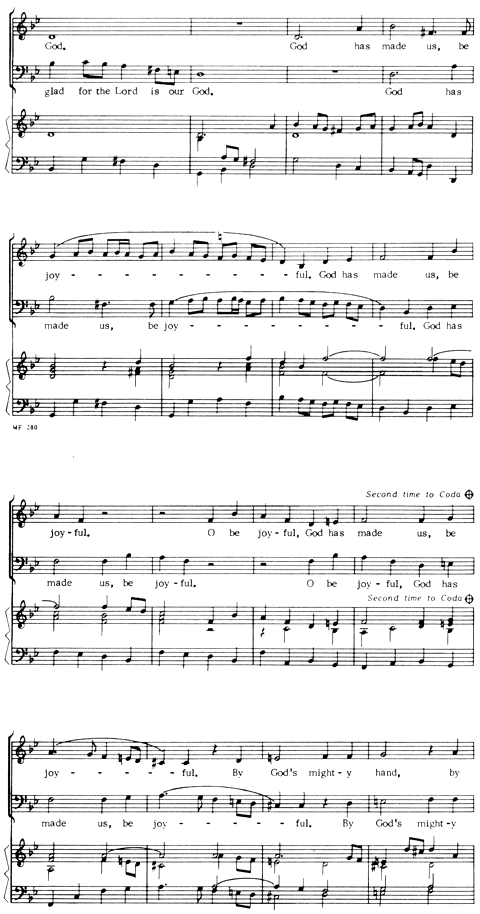 God. God has made us, be
glad for the Lord is our God. God has
joy - - - - - - - ful. God has made us, be
made us, be joy - - - - - - - ful. God has
MF 280
Second time to Coda
joy-ful. O be joy-ful, God has made us, be
made us, be joy-ful. O be joy-ful, God has
Second time to Coda
joy - - - - - ful. By God's might-y hand, by
made us, be joy - - - - - ful. By God's might-y